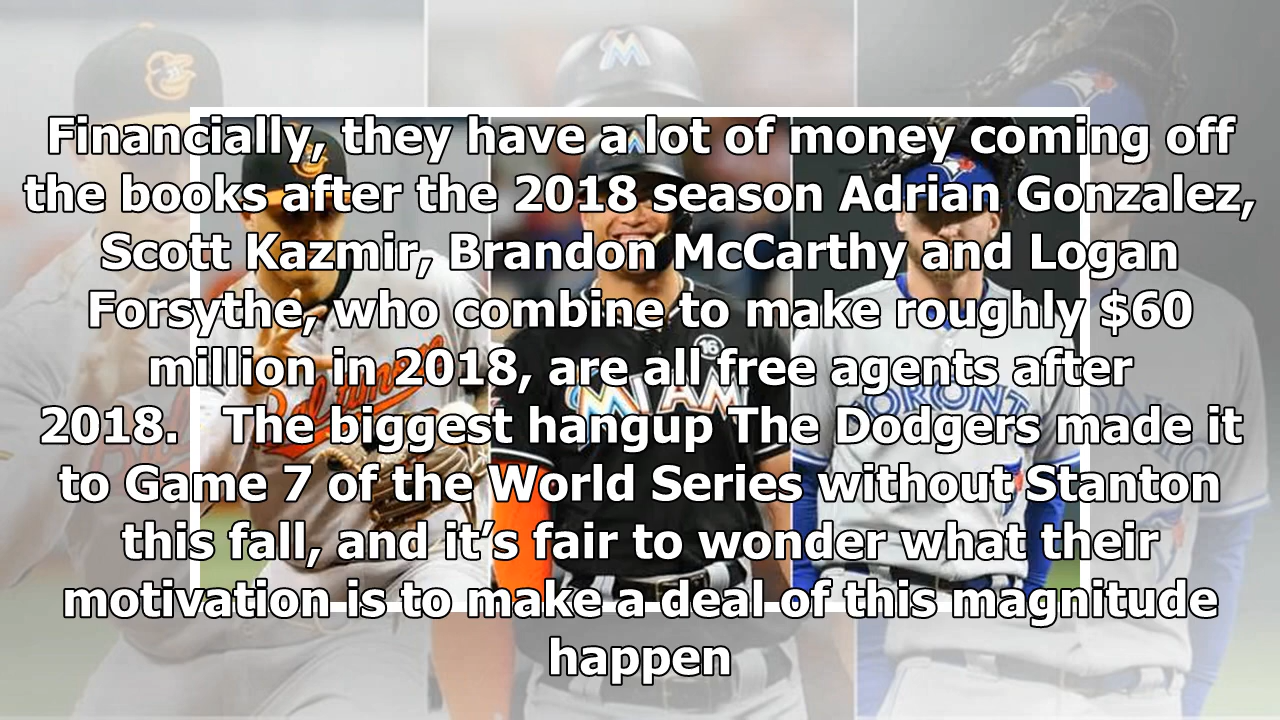 Financially, they have a lot of money coming off
the books after the 2018 season Adrian Gonzalez,
Scott Kazmir, Brandon McCarthy and Logan
Forsythe, who combine to make roughly $60
million in 2018, are all free agents after
2018.   The biggest hangup The Dodgers made it
to Game 7 of the World Series without Stanton
this fall, and it’s fair to wonder what their
motivation is to make a deal of this magnitude
happen
16
MIAMI
TORONTO